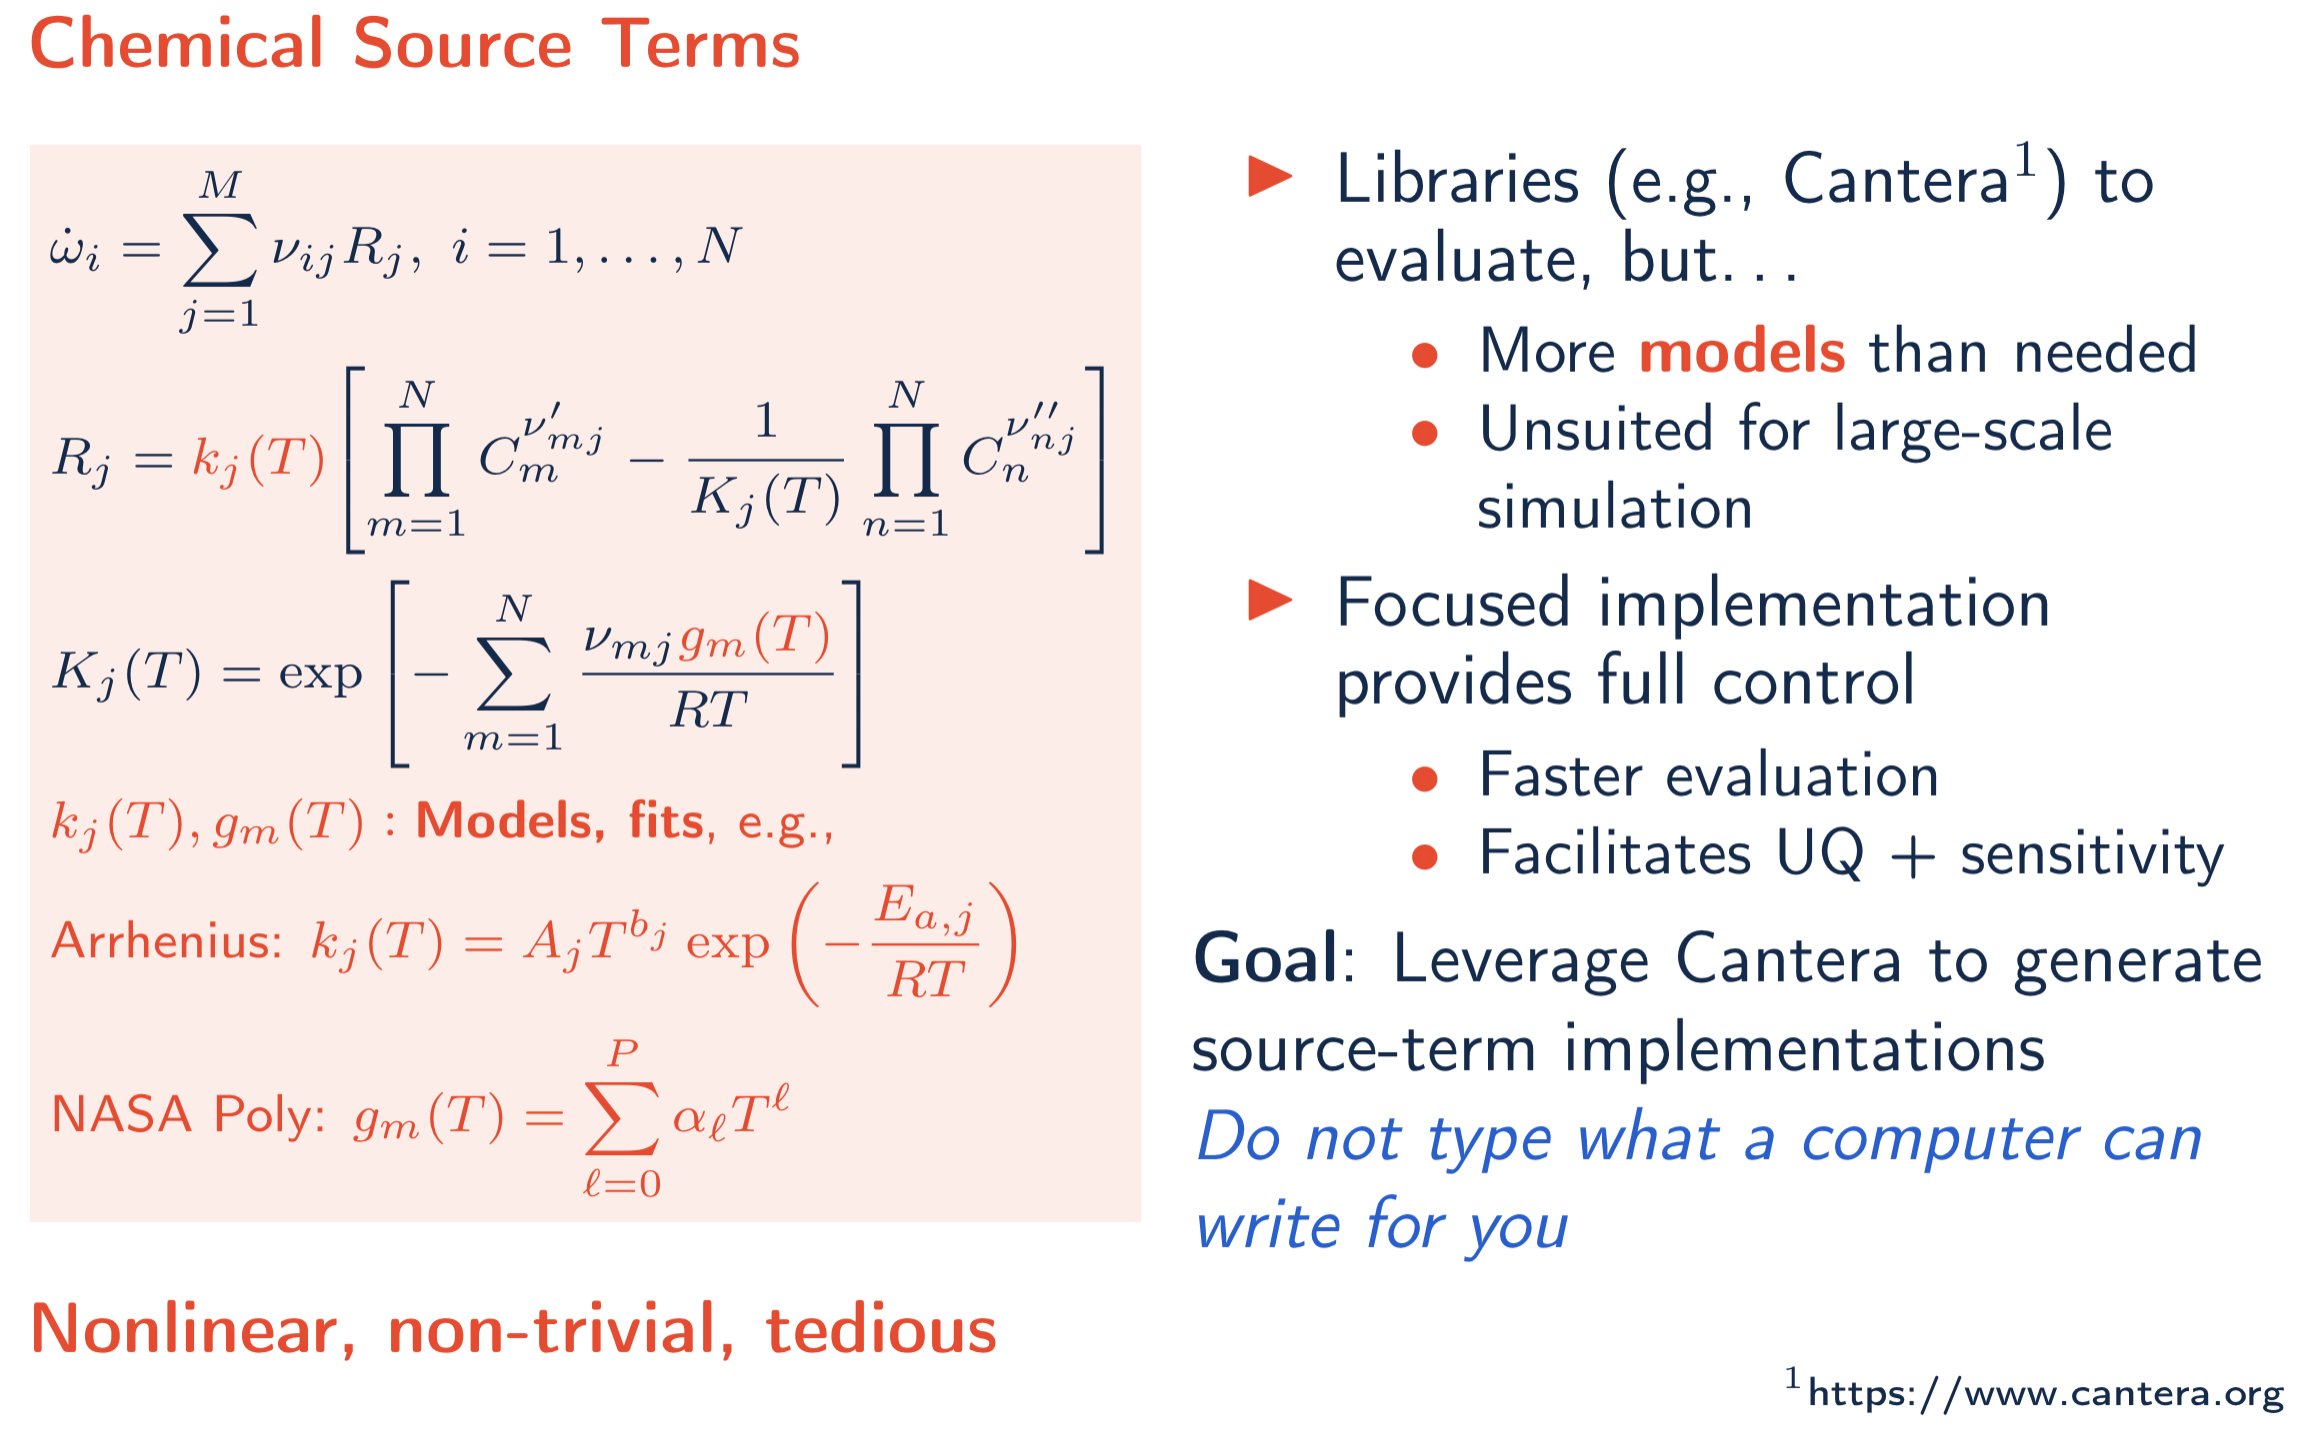 Chemical Source Terms
$\dot{\omega}_i = \sum_{j=1}^{M} \nu_{ij} R_j,\ i = 1, \ldots, N$
$R_j = k_j(T) \left[ \prod_{m=1}^{N} C_m^{\nu'_{mj}} - \frac{1}{K_j(T)} \prod_{n=1}^{N} C_n^{\nu''_{nj}} \right]$
$K_j(T) = \exp \left[ - \sum_{m=1}^{N} \frac{\nu_{mj} g_m(T)}{RT} \right]$
$k_j(T), g_m(T)$ : Models, fits, e.g.,
Arrhenius: $k_j(T) = A_j T^{b_j} \exp \left( - \frac{E_{a,j}}{RT} \right)$
NASA Poly: $g_m(T) = \sum_{\ell=0}^{P} \alpha_\ell T^\ell$
Nonlinear, non-trivial, tedious
▶ Libraries (e.g., Cantera¹) to
evaluate, but. . .
• More models than needed
• Unsuited for large-scale
simulation
▶ Focused implementation
provides full control
• Faster evaluation
• Facilitates UQ + sensitivity
Goal: Leverage Cantera to generate
source-term implementations
Do not type what a computer can
write for you
¹https://www.cantera.org